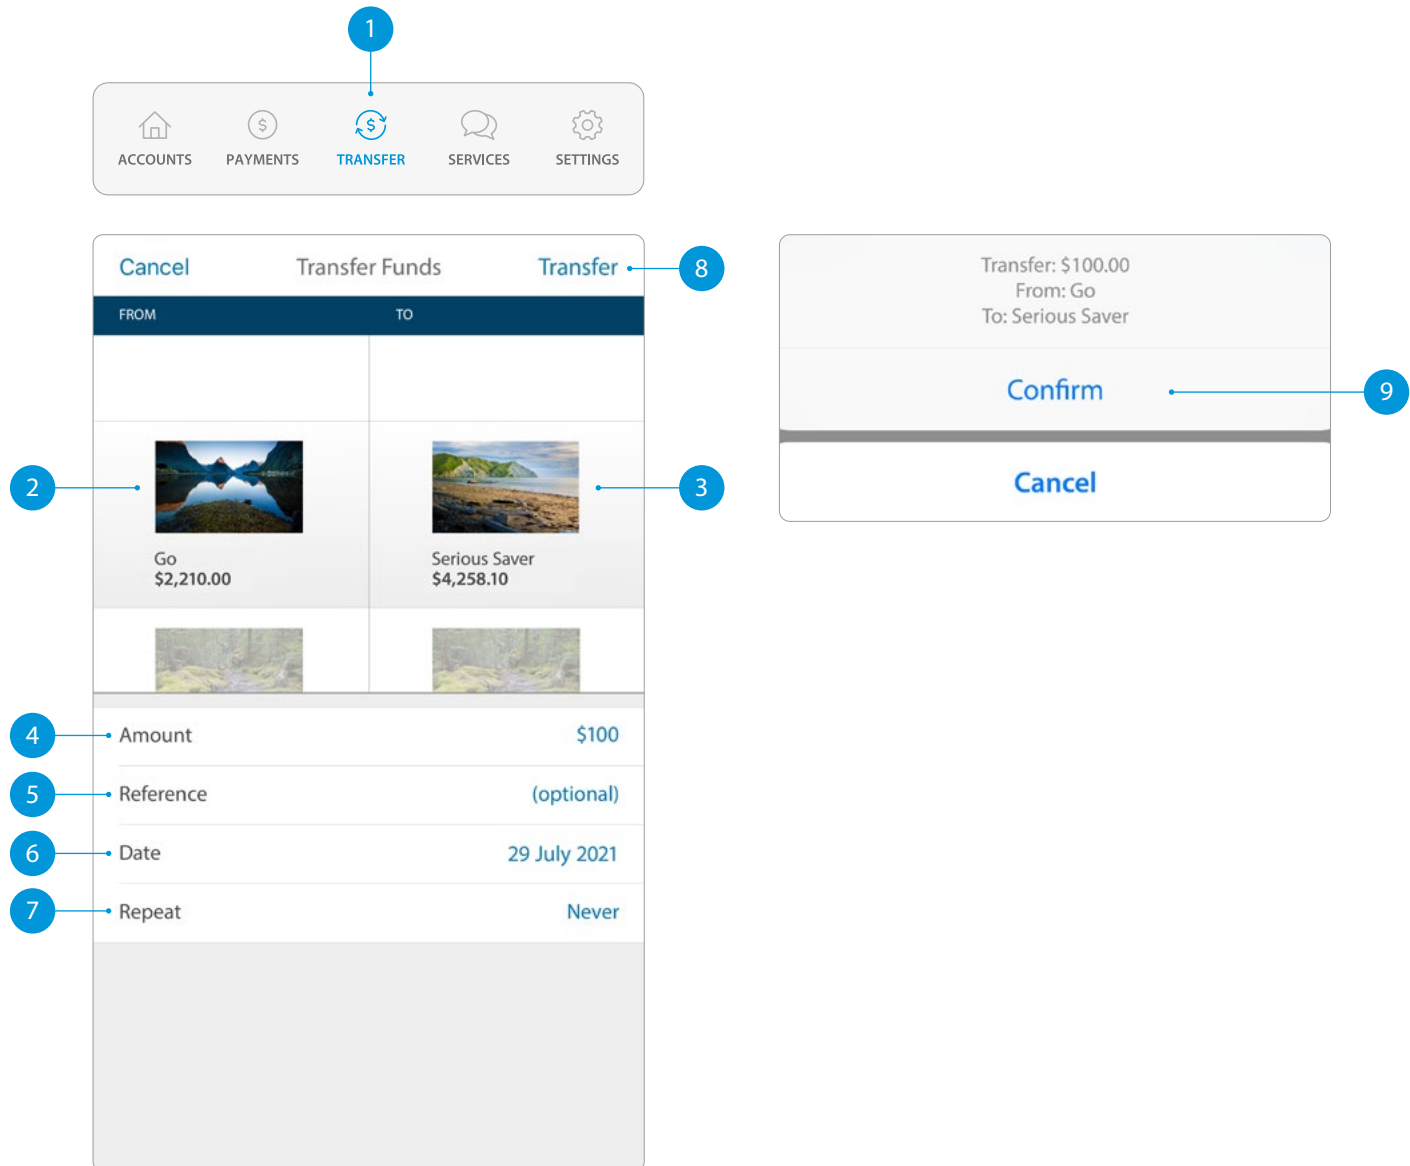 1
ACCOUNTS PAYMENTS TRANSFER SERVICES SETTINGS
Cancel Transfer Funds Transfer
8
FROM TO
2
3
Go
$2,210.00
Serious Saver
$4,258.10
4
Amount $100
5
Reference (optional)
6
Date 29 July 2021
7
Repeat Never
Transfer: $100.00
From: Go
To: Serious Saver
Confirm
9
Cancel